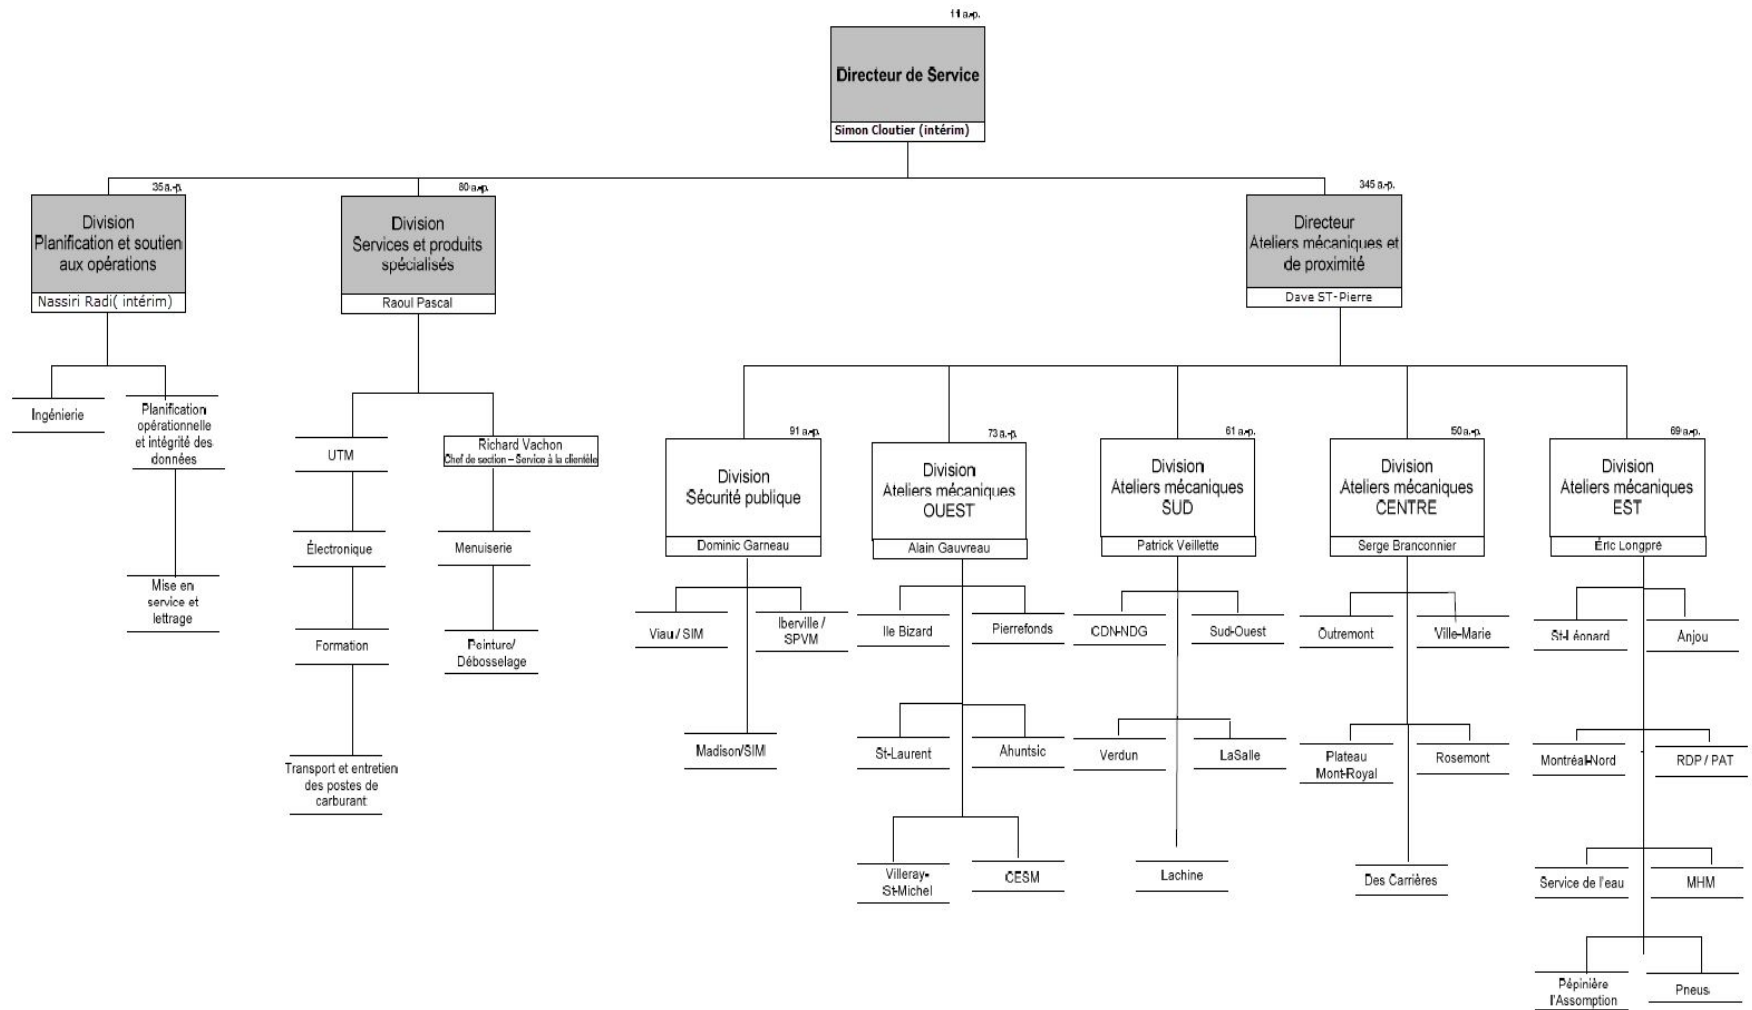 11 a.-p.
Directeur de Service
Simon Cloutier (intérim)
35 a.-p.
Division
Planification et soutien
aux opérations
Nassiri Radi( intérim)
80 a.-p.
Division
Services et produits
spécialisés
Raoul Pascal
345 a.-p.
Directeur
Ateliers mécaniques et
de proximité
Dave ST-Pierre
Ingénierie
Planification
opérationnelle
et intégrité des
données
Mise en
service et
lettrage
UTM
Électronique
Formation
Transport et entretien
des postes de
carburant
Richard Vachon
Chef de section – Service à la clientèle
Menuiserie
Peinture/
Débosselage
91 a.-p.
Division
Sécurité publique
Dominic Garneau
Viau / SIM
Iberville /
SPVM
Madison/SIM
73 a.-p.
Division
Ateliers mécaniques
OUEST
Alain Gauvreau
Ile Bizard
Pierrefonds
St-Laurent
Ahuntsic
Villeray-
St-Michel
CESM
61 a.-p.
Division
Ateliers mécaniques
SUD
Patrick Veillette
CDN-NDG
Sud-Ouest
Verdun
LaSalle
Lachine
50 a.-p.
Division
Ateliers mécaniques
CENTRE
Serge Branconnier
Outremont
Ville-Marie
Plateau
Mont-Royal
Rosemont
Des Carrières
69 a.-p.
Division
Ateliers mécaniques
EST
Éric Longpré
St-Léonard
Anjou
Montréal-Nord
RDP / PAT
Service de l'eau
MHM
Pépinière
l'Assomption
Pneus